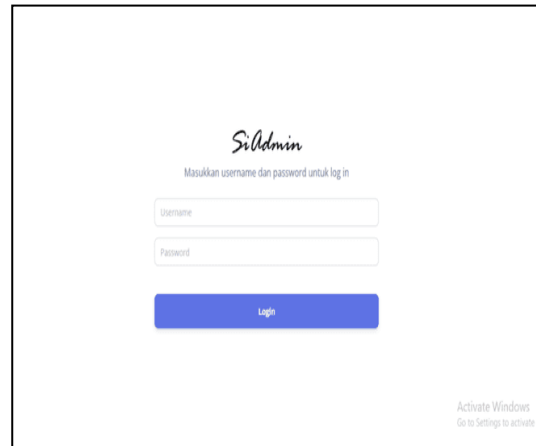 SiAdmin
Masukkan username dan password untuk log in
Username
Password
Login
Activate Windows
Go to Settings to activate